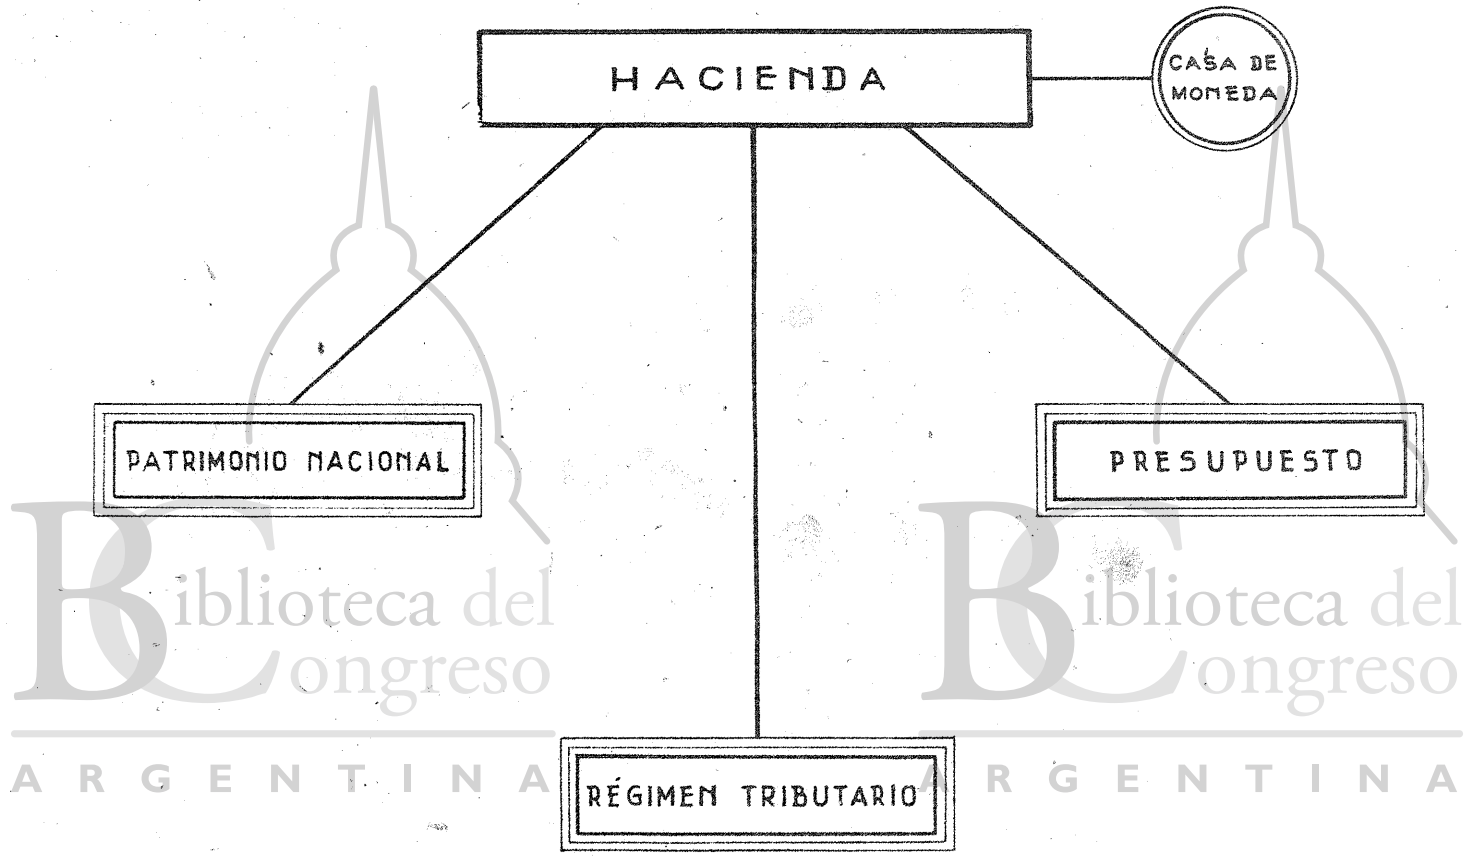 HACIENDA
CASA DE
MONEDA
PATRIMONIO NACIONAL
PRESUPUESTO
RÉGIMEN TRIBUTARIO
Biblioteca del
Congreso
ARGENTINA
Biblioteca del
Congreso
ARGENTINA